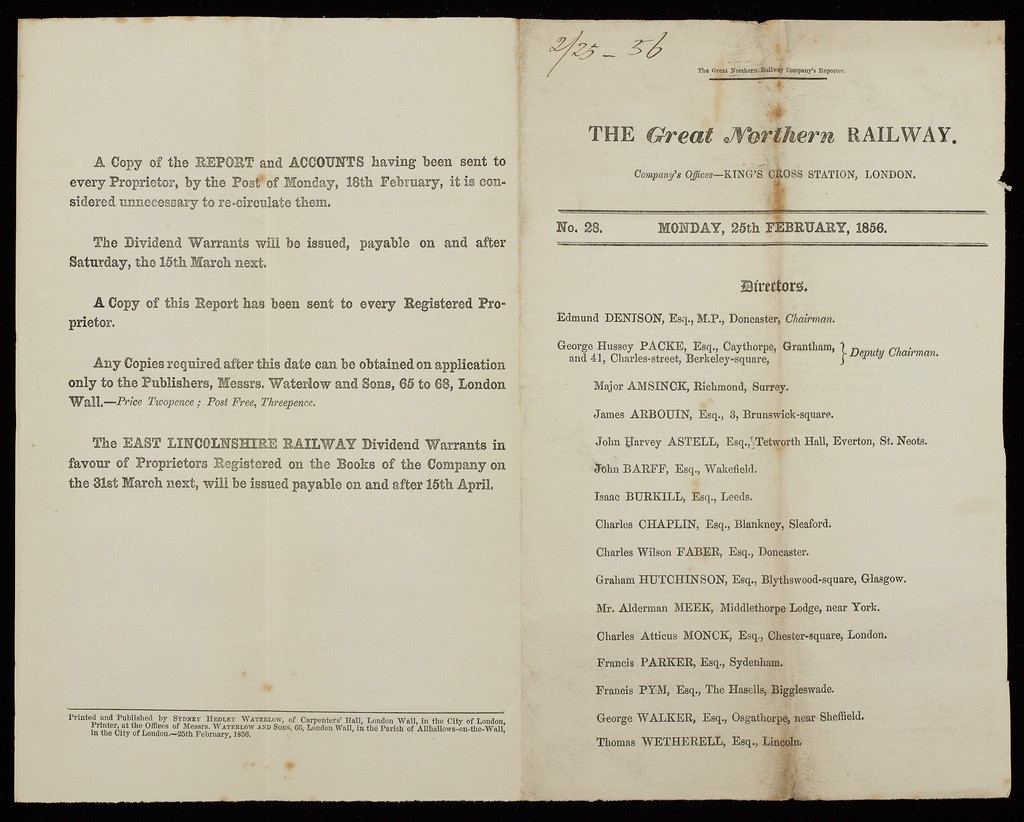 A Copy of the REPORT and ACCOUNTS having been sent to
every Proprietor, by the Post of Monday, 18th February, it is con-
sidered unnecessary to re-circulate them.
The Dividend Warrants will be issued, payable on and after
Saturday, the 15th March next.
A Copy of this Report has been sent to every Registered Pro-
prietor.
Any Copies required after this date can be obtained on application
only to the Publishers, Messrs. Waterlow and Sons, 65 to 68, London
Wall.—Price Twopence ; Post Free, Threepence.
The EAST LINCOLNSHIRE RAILWAY Dividend Warrants in
favour of Proprietors Registered on the Books of the Company on
the 31st March next, will be issued payable on and after 15th April.
Printed and Published by SYDNEY HEDLEY WATERLOW, of Carpenters' Hall, London Wall, in the City of London,
Printer, at the Offices of Messrs. WATERLOW AND SONS, 66, London Wall, in the Parish of Allhallows-on-the-Wall,
in the City of London.—25th February, 1856.
2/25 - 56
The Great Northern Railway Company's Reporter.
THE Great Northern RAILWAY.
Company's Offices—KING'S CROSS STATION, LONDON.
No. 28. MONDAY, 25th FEBRUARY, 1856.
Directors.
Edmund DENISON, Esq., M.P., Doncaster, Chairman.
George Hussey PACKE, Esq., Caythorpe, Grantham, } Deputy Chairman.
and 41, Charles-street, Berkeley-square,
Major AMSINCK, Richmond, Surrey.
James ARBOUIN, Esq., 3, Brunswick-square.
John Harvey ASTELL, Esq., Tetworth Hall, Everton, St. Neots.
John BARFF, Esq., Wakefield.
Isaac BURKILL, Esq., Leeds.
Charles CHAPLIN, Esq., Blankney, Sleaford.
Charles Wilson FABER, Esq., Doncaster.
Graham HUTCHINSON, Esq., Blythswood-square, Glasgow.
Mr. Alderman MEEK, Middlethorpe Lodge, near York.
Charles Atticus MONCK, Esq., Chester-square, London.
Francis PARKER, Esq., Sydenham.
Francis PYM, Esq., The Hasells, Biggleswade.
George WALKER, Esq., Osgathorpe, near Sheffield.
Thomas WETHERELL, Esq., Lincoln.